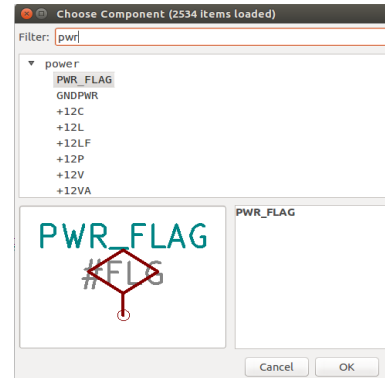 Choose Component (2534 items loaded)
Filter: pwr
power
PWR_FLAG
GNDPWR
+12C
+12L
+12LF
+12P
+12V
+12VA
PWR_FLAG
#FLG
PWR_FLAG
Cancel OK